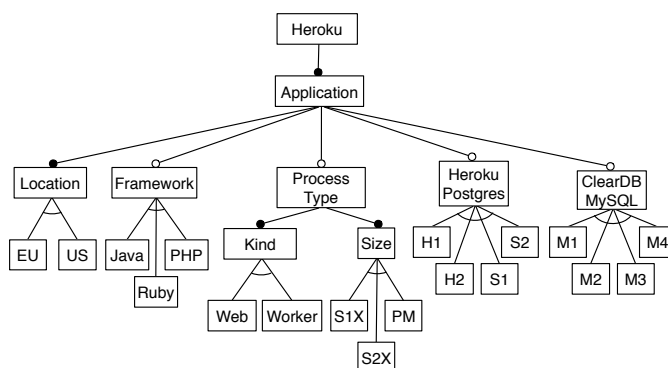 Heroku
Application
Location
Framework
Process
Type
Heroku
Postgres
ClearDB
MySQL
EU
US
Java
PHP
Ruby
Kind
Size
Web
Worker
S1X
PM
S2X
H1
S2
H2
S1
M1
M4
M2
M3